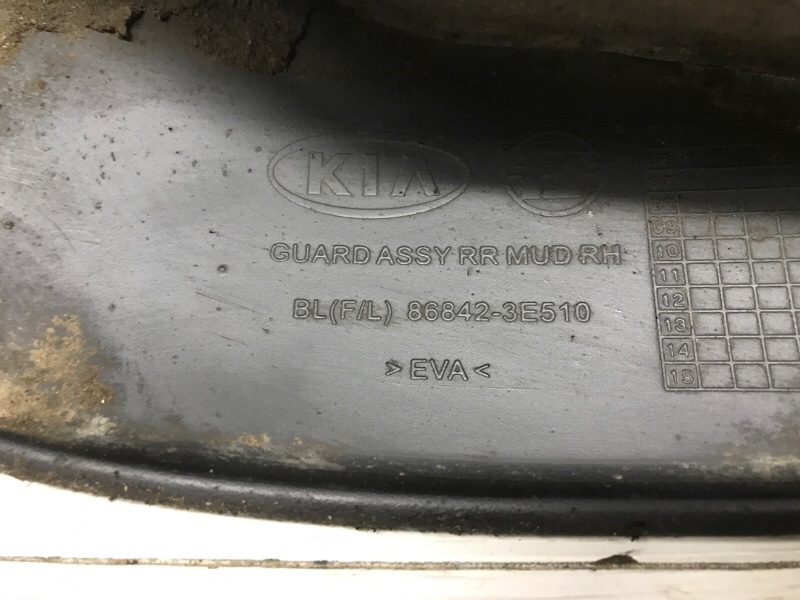 KIA
GUARD ASSY RR MUD RH
BL(F/L) 86842-3E510
>EVA<
09
10
11
12
13
14
15